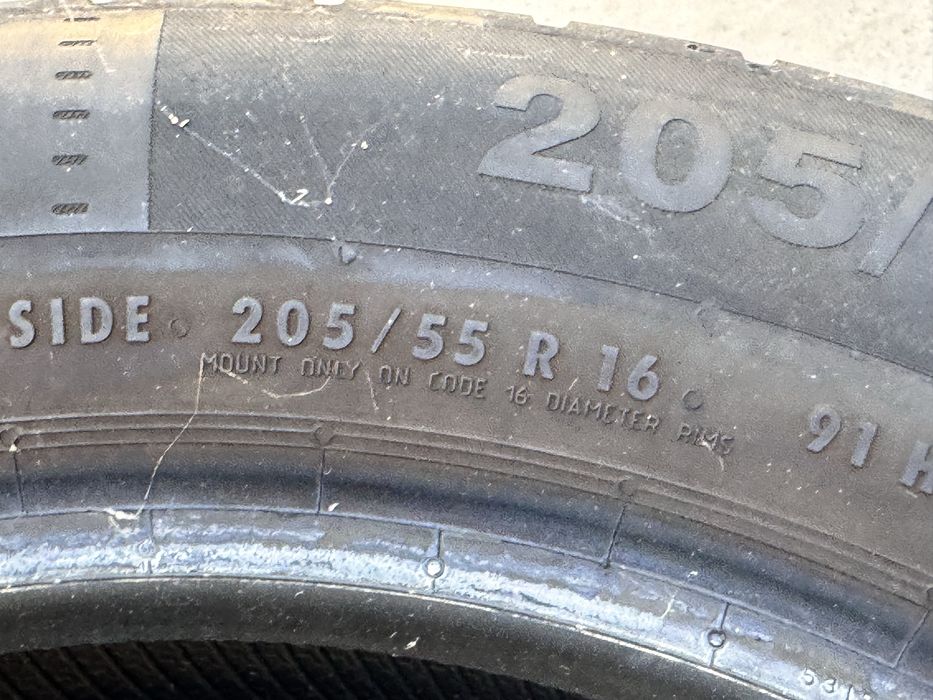 205/
SIDE 205/55 R 16 91 H
MOUNT ONLY ON CODE 16 DIAMETER RIMS